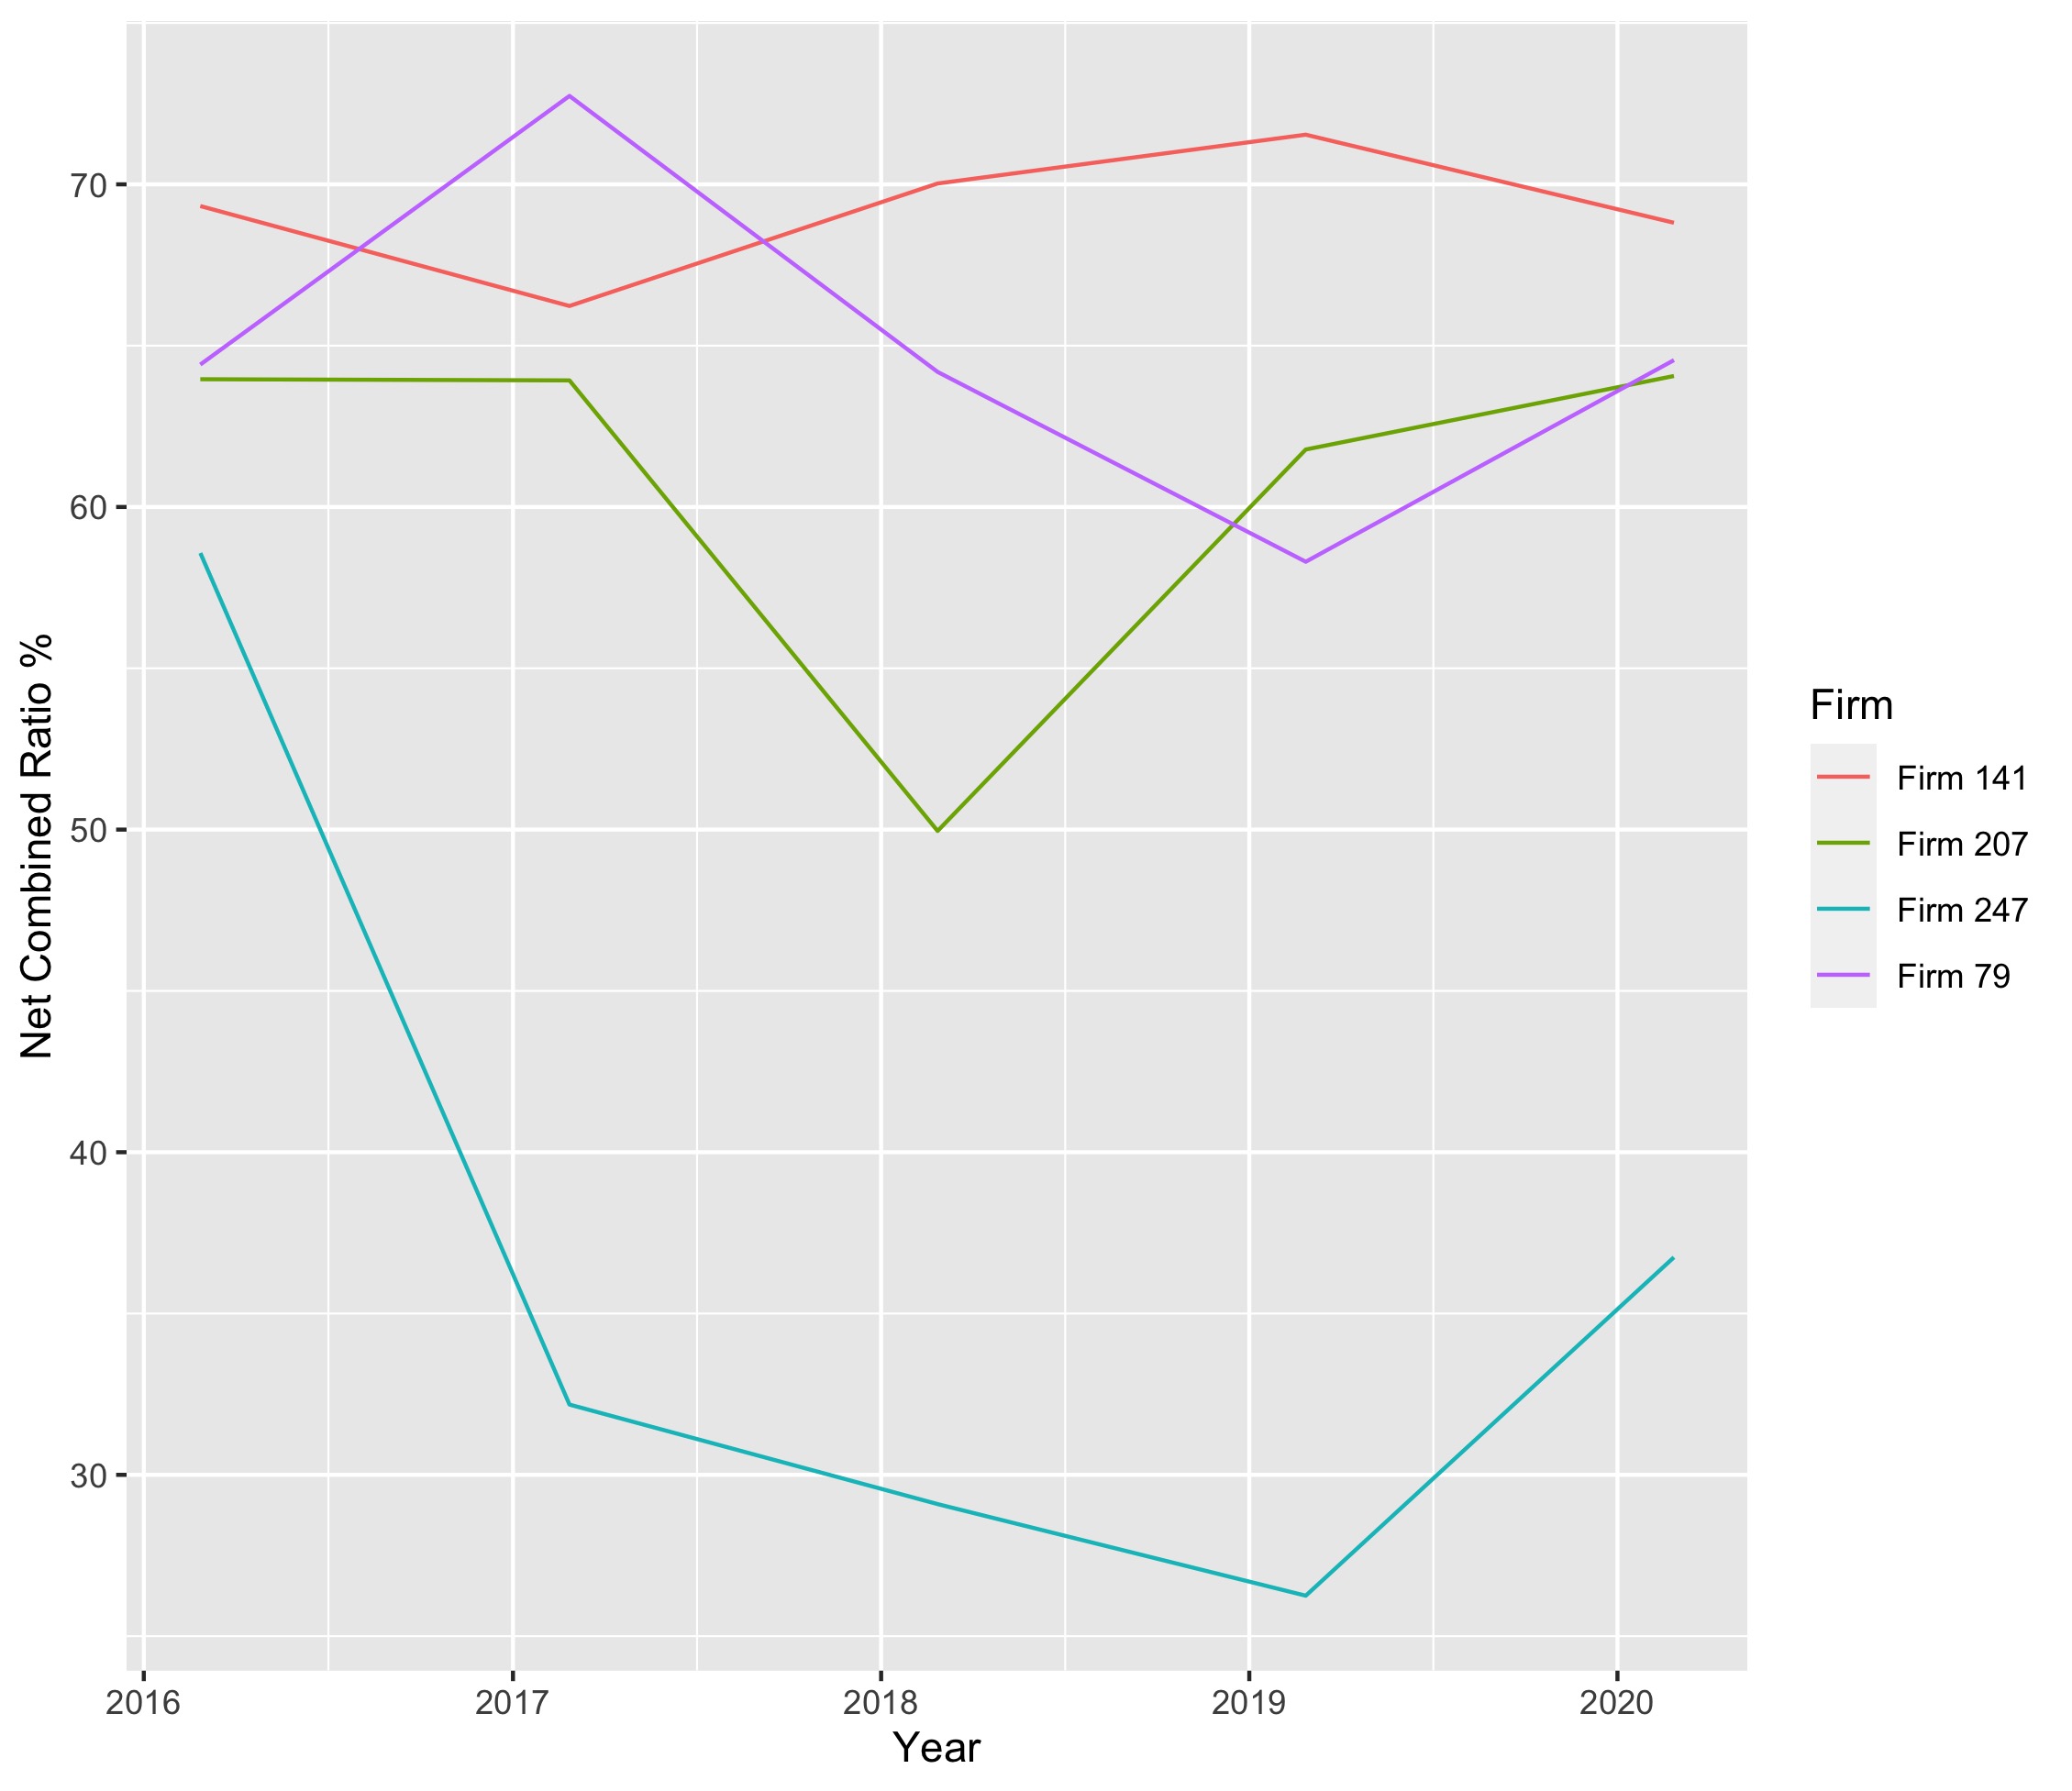 Net Combined Ratio %
70
60
50
40
30
2016 2017 2018 2019 2020
Year
Firm
Firm 141
Firm 207
Firm 247
Firm 79